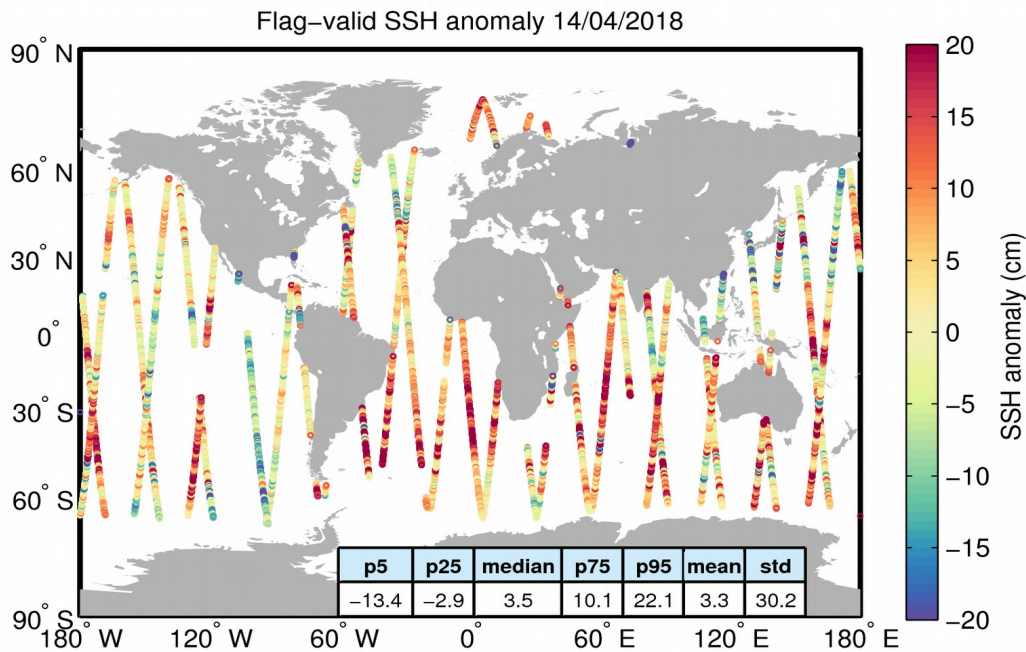 Flag−valid SSH anomaly 14/04/2018
90° N
60° N
30° N
0°
30° S
60° S
90° S
180° W
120° W
60° W
0°
60° E
120° E
180° E
p5 p25 median p75 p95 mean std
−13.4 −2.9 3.5 10.1 22.1 3.3 30.2
20
15
10
5
0
−5
−10
−15
−20
SSH anomaly (cm)